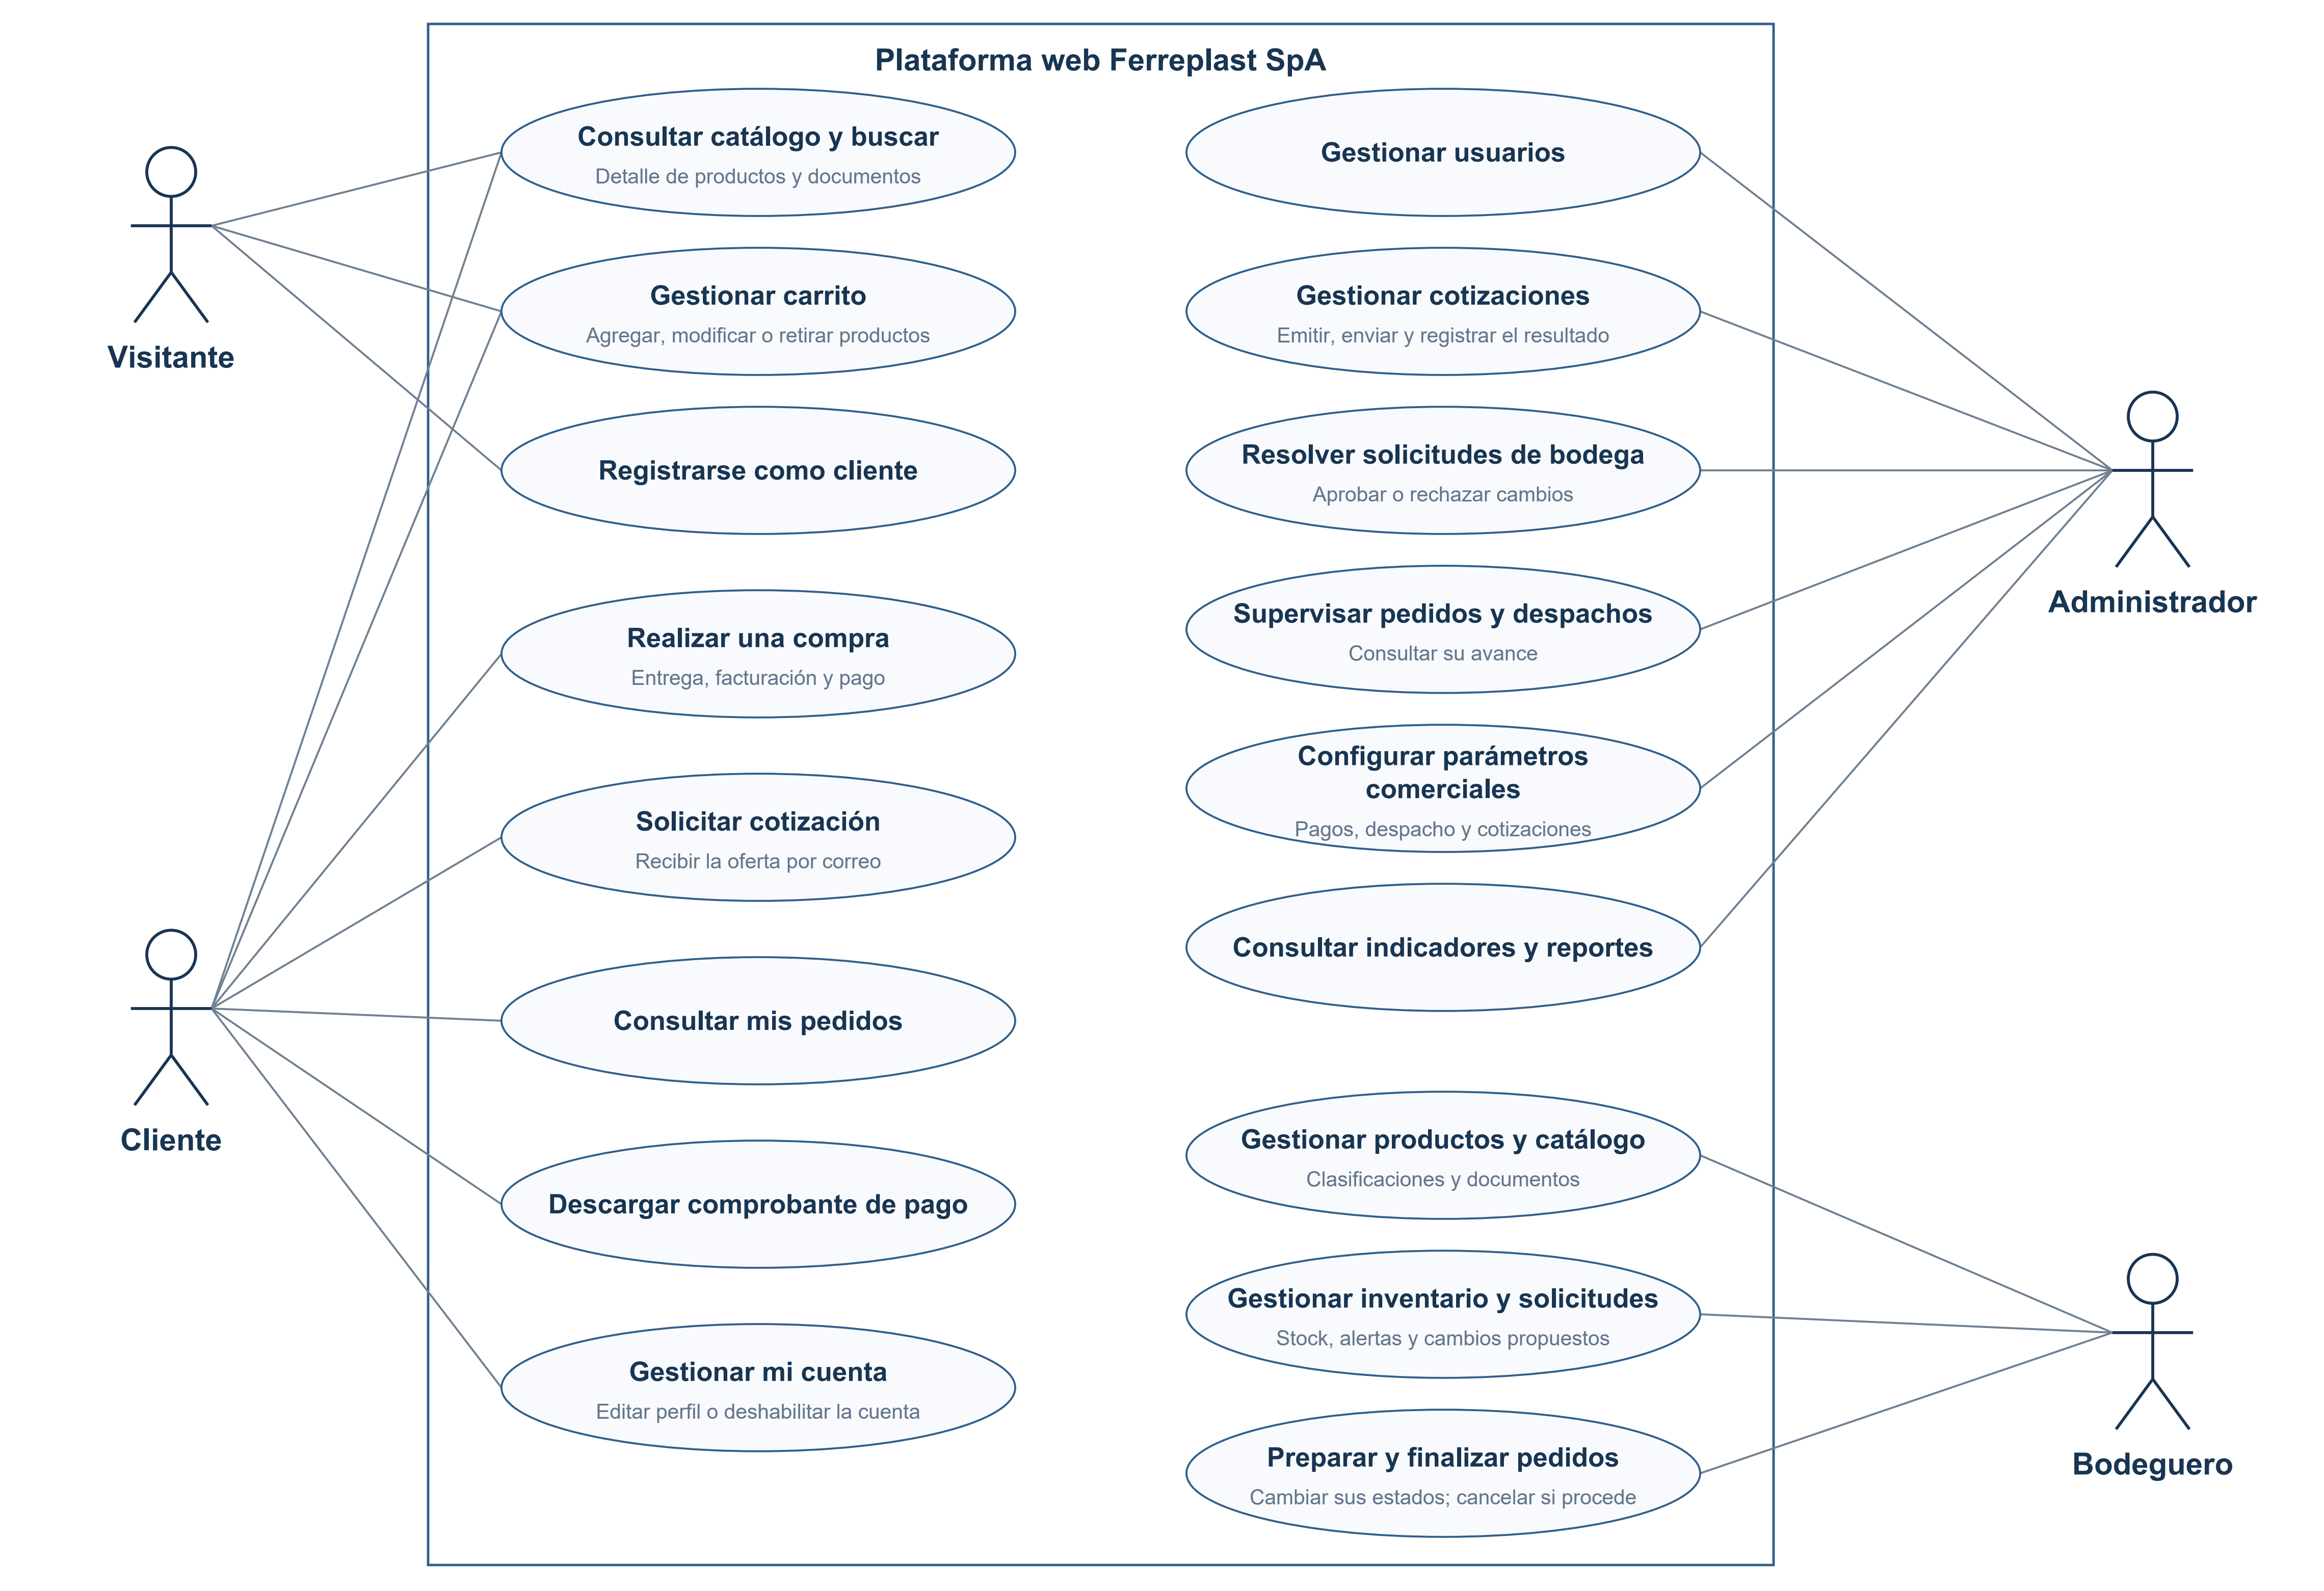 Plataforma web Ferreplast SpA
Visitante
Cliente
Consultar catálogo y buscar
Detalle de productos y documentos
Gestionar carrito
Agregar, modificar o retirar productos
Registrarse como cliente
Realizar una compra
Entrega, facturación y pago
Solicitar cotización
Recibir la oferta por correo
Consultar mis pedidos
Descargar comprobante de pago
Gestionar mi cuenta
Editar perfil o deshabilitar la cuenta
Gestionar usuarios
Gestionar cotizaciones
Emitir, enviar y registrar el resultado
Resolver solicitudes de bodega
Aprobar o rechazar cambios
Supervisar pedidos y despachos
Consultar su avance
Configurar parámetros
comerciales
Pagos, despacho y cotizaciones
Consultar indicadores y reportes
Gestionar productos y catálogo
Clasificaciones y documentos
Gestionar inventario y solicitudes
Stock, alertas y cambios propuestos
Preparar y finalizar pedidos
Cambiar sus estados; cancelar si procede
Administrador
Bodeguero